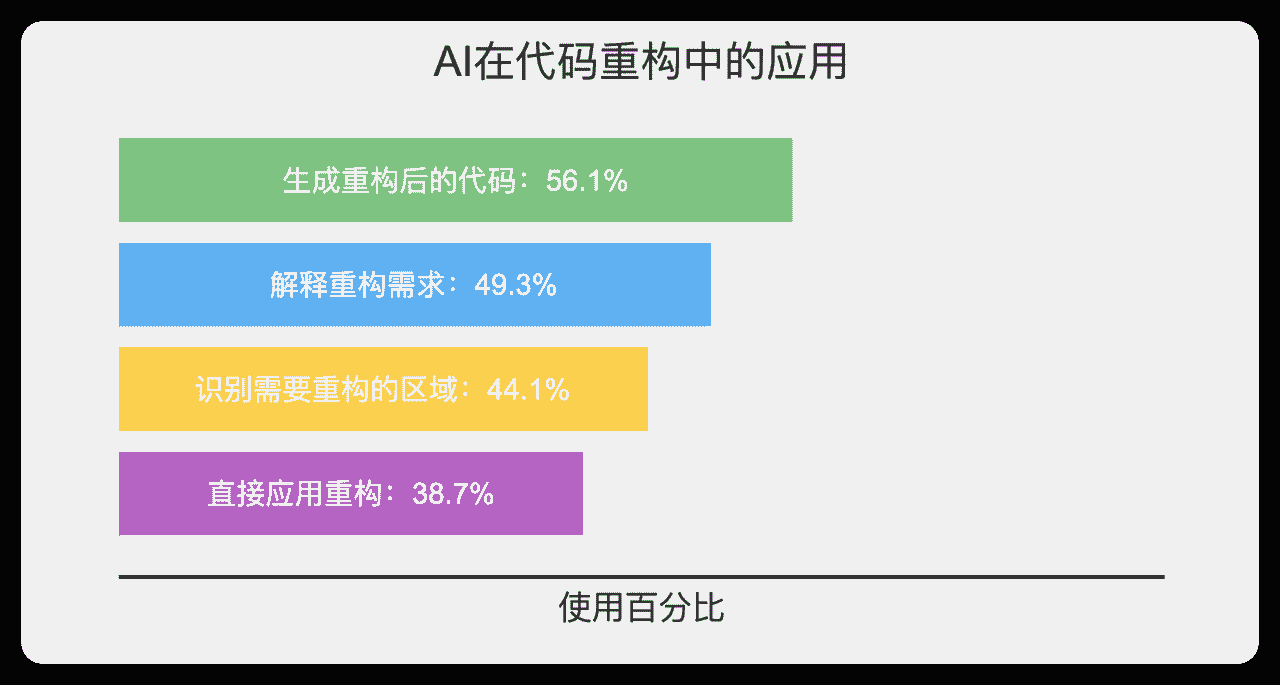 AI在代码重构中的应用
生成重构后的代码：56.1%
解释重构需求：49.3%
识别需要重构的区域：44.1%
直接应用重构：38.7%
使用百分比